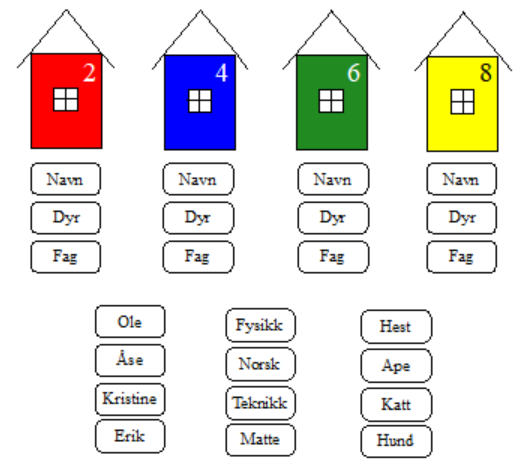 2 4 6 8
Navn Navn Navn Navn
Dyr Dyr Dyr Dyr
Fag Fag Fag Fag
Ole Fysikk Hest
Åse Norsk Ape
Kristine Teknikk Katt
Erik Matte Hund